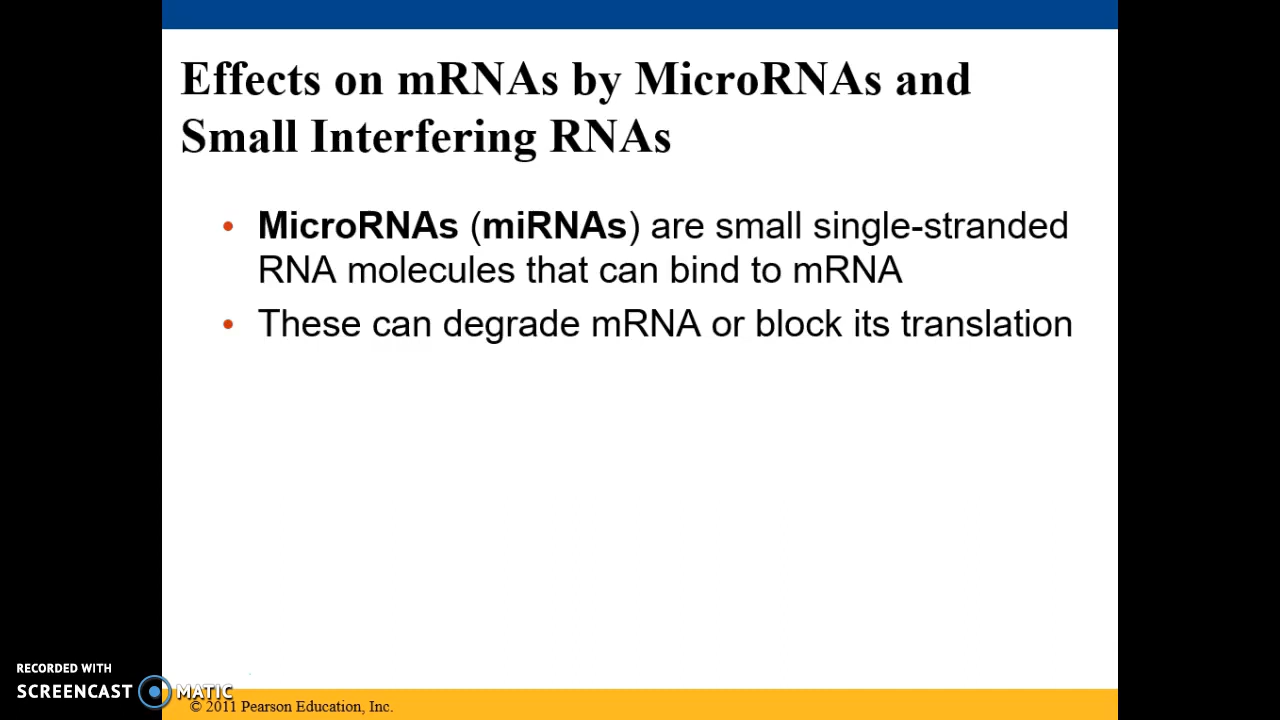 Effects on mRNAs by MicroRNAs and
Small Interfering RNAs
• MicroRNAs (miRNAs) are small single-stranded
RNA molecules that can bind to mRNA
• These can degrade mRNA or block its translation
RECORDED WITH
SCREENCAST MATIC
© 2011 Pearson Education, Inc.